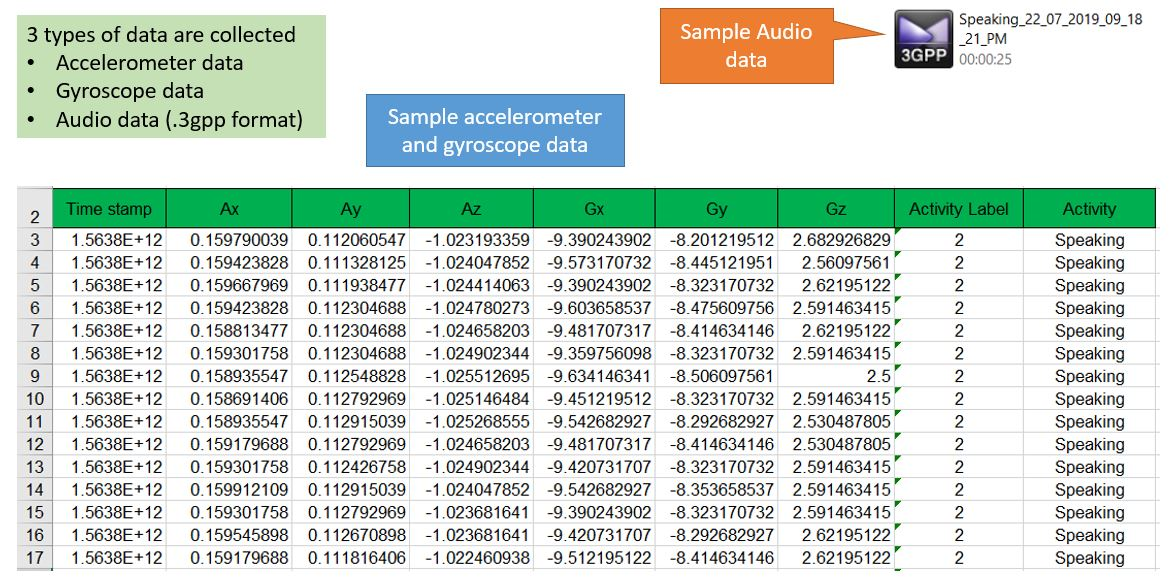 3 types of data are collected
• Accelerometer data
• Gyroscope data
• Audio data (.3gpp format)
Sample Audio
data
3GPP
Speaking_22_07_2019_09_18
_21_PM
00:00:25
Sample accelerometer
and gyroscope data
2 Time stamp Ax Ay Az Gx Gy Gz Activity Label Activity
3 1.5638E+12 0.159790039 0.112060547 -1.023193359 -9.390243902 -8.201219512 2.682926829 2 Speaking
4 1.5638E+12 0.159423828 0.111328125 -1.024047852 -9.573170732 -8.445121951 2.56097561 2 Speaking
5 1.5638E+12 0.159667969 0.111938477 -1.024414063 -9.390243902 -8.323170732 2.62195122 2 Speaking
6 1.5638E+12 0.159423828 0.112304688 -1.024780273 -9.603658537 -8.475609756 2.591463415 2 Speaking
7 1.5638E+12 0.158813477 0.112304688 -1.024658203 -9.481707317 -8.414634146 2.62195122 2 Speaking
8 1.5638E+12 0.159301758 0.112304688 -1.024902344 -9.359756098 -8.323170732 2.591463415 2 Speaking
9 1.5638E+12 0.158935547 0.112548828 -1.025512695 -9.634146341 -8.506097561 2.5 2 Speaking
10 1.5638E+12 0.158691406 0.112792969 -1.025146484 -9.451219512 -8.323170732 2.591463415 2 Speaking
11 1.5638E+12 0.158935547 0.112915039 -1.025268555 -9.542682927 -8.292682927 2.530487805 2 Speaking
12 1.5638E+12 0.159179688 0.112792969 -1.024658203 -9.481707317 -8.414634146 2.530487805 2 Speaking
13 1.5638E+12 0.159301758 0.112426758 -1.024902344 -9.420731707 -8.323170732 2.591463415 2 Speaking
14 1.5638E+12 0.159912109 0.112915039 -1.024047852 -9.542682927 -8.353658537 2.591463415 2 Speaking
15 1.5638E+12 0.159301758 0.112792969 -1.023681641 -9.390243902 -8.323170732 2.591463415 2 Speaking
16 1.5638E+12 0.159545898 0.112670898 -1.023681641 -9.420731707 -8.292682927 2.62195122 2 Speaking
17 1.5638E+12 0.159179688 0.111816406 -1.022460938 -9.512195122 -8.414634146 2.62195122 2 Speaking